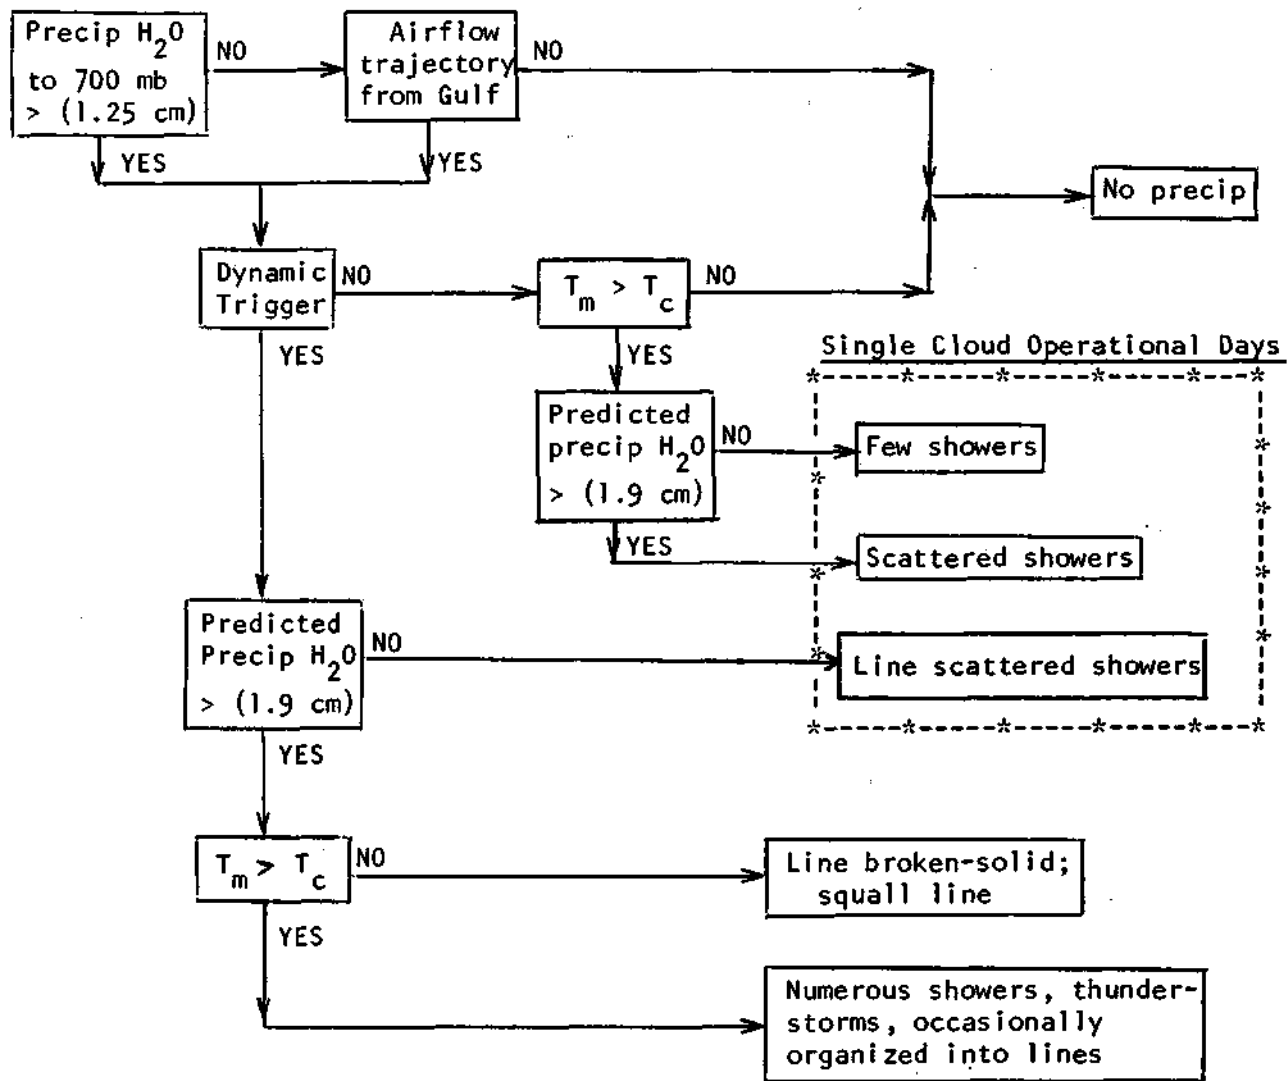 Precip H₂O
to 700 mb
> (1.25 cm)
NO
Airflow
trajectory
from Gulf
NO
YES
YES
No precip
Dynamic
Trigger
NO
Tm > Tc
NO
YES
YES
Single Cloud Operational Days
Predicted
precip H₂O
> (1.9 cm)
NO
Few showers
YES
Scattered showers
Predicted
Precip H₂O
> (1.9 cm)
NO
Line scattered showers
YES
Tm > Tc
NO
Line broken-solid;
squall line
YES
Numerous showers, thunder-
storms, occasionally
organized into lines